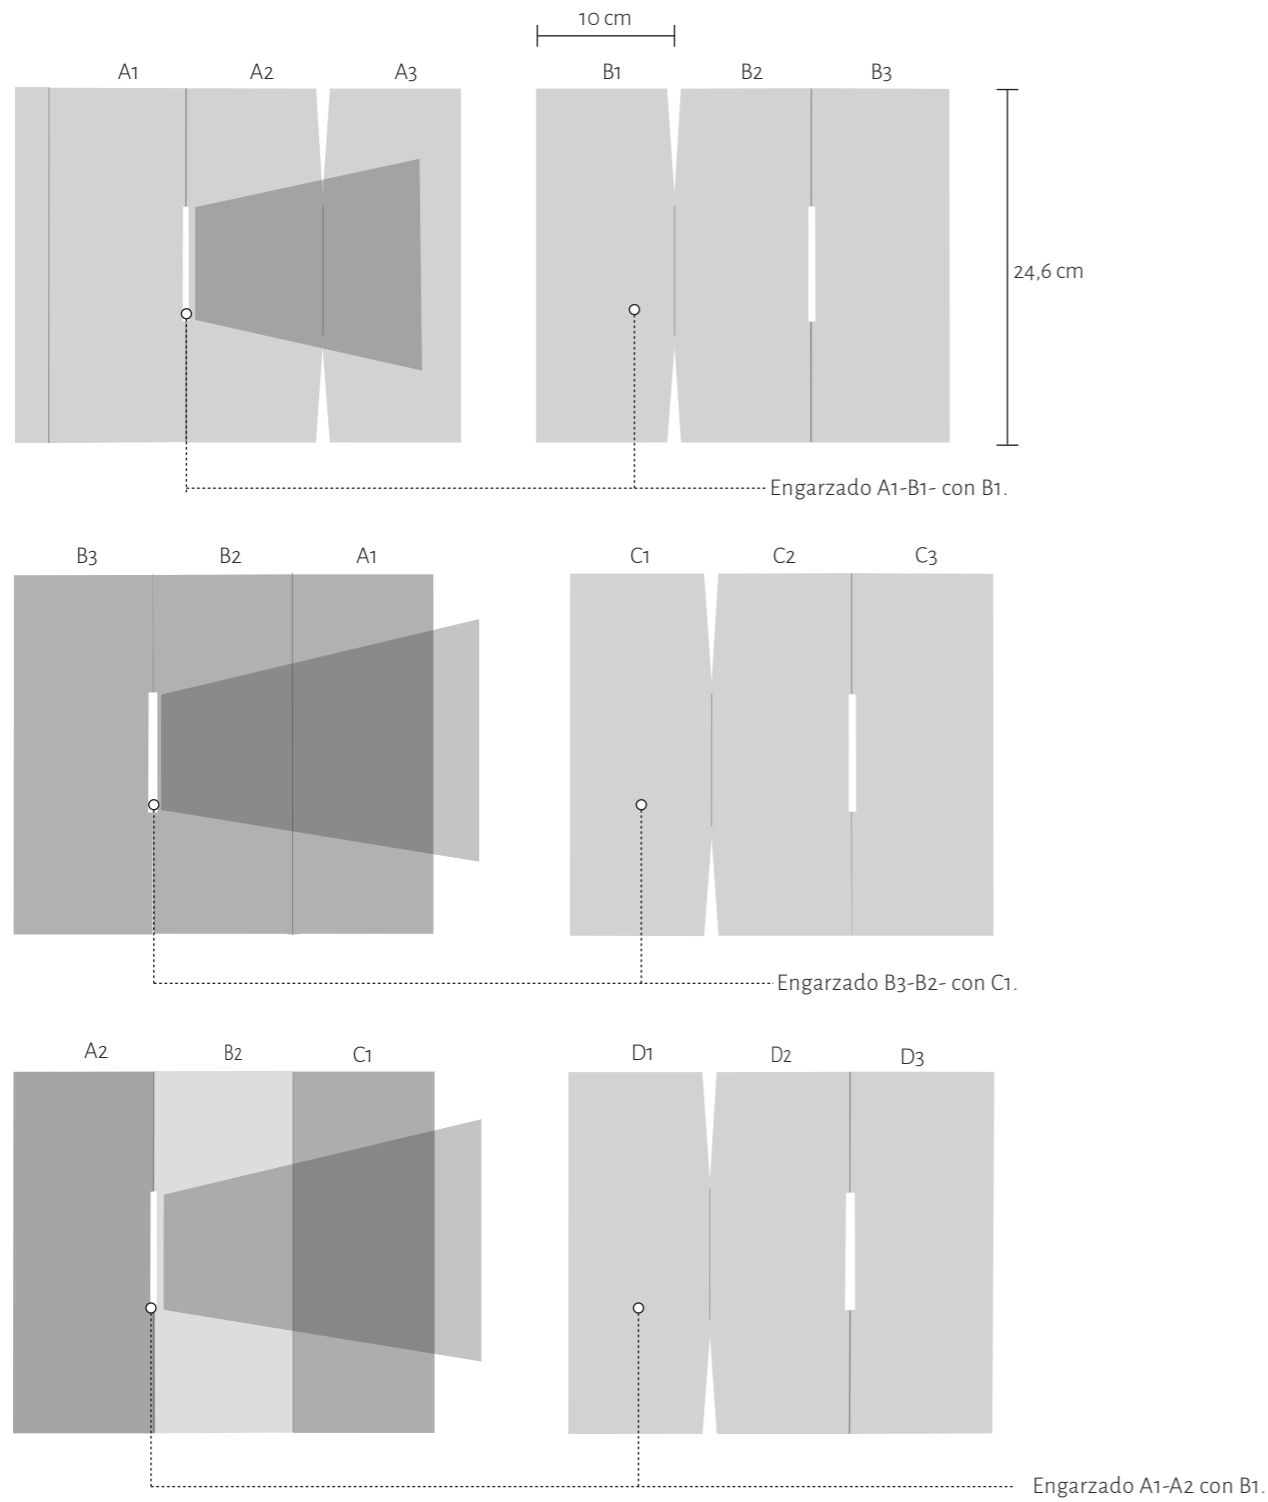 10 cm
A1 A2 A3 B1 B2 B3
24,6 cm
Engarzado A1-B1- con B1.
B3 B2 A1 C1 C2 C3
Engarzado B3-B2- con C1.
A2 B2 C1 D1 D2 D3
Engarzado A1-A2 con B1.